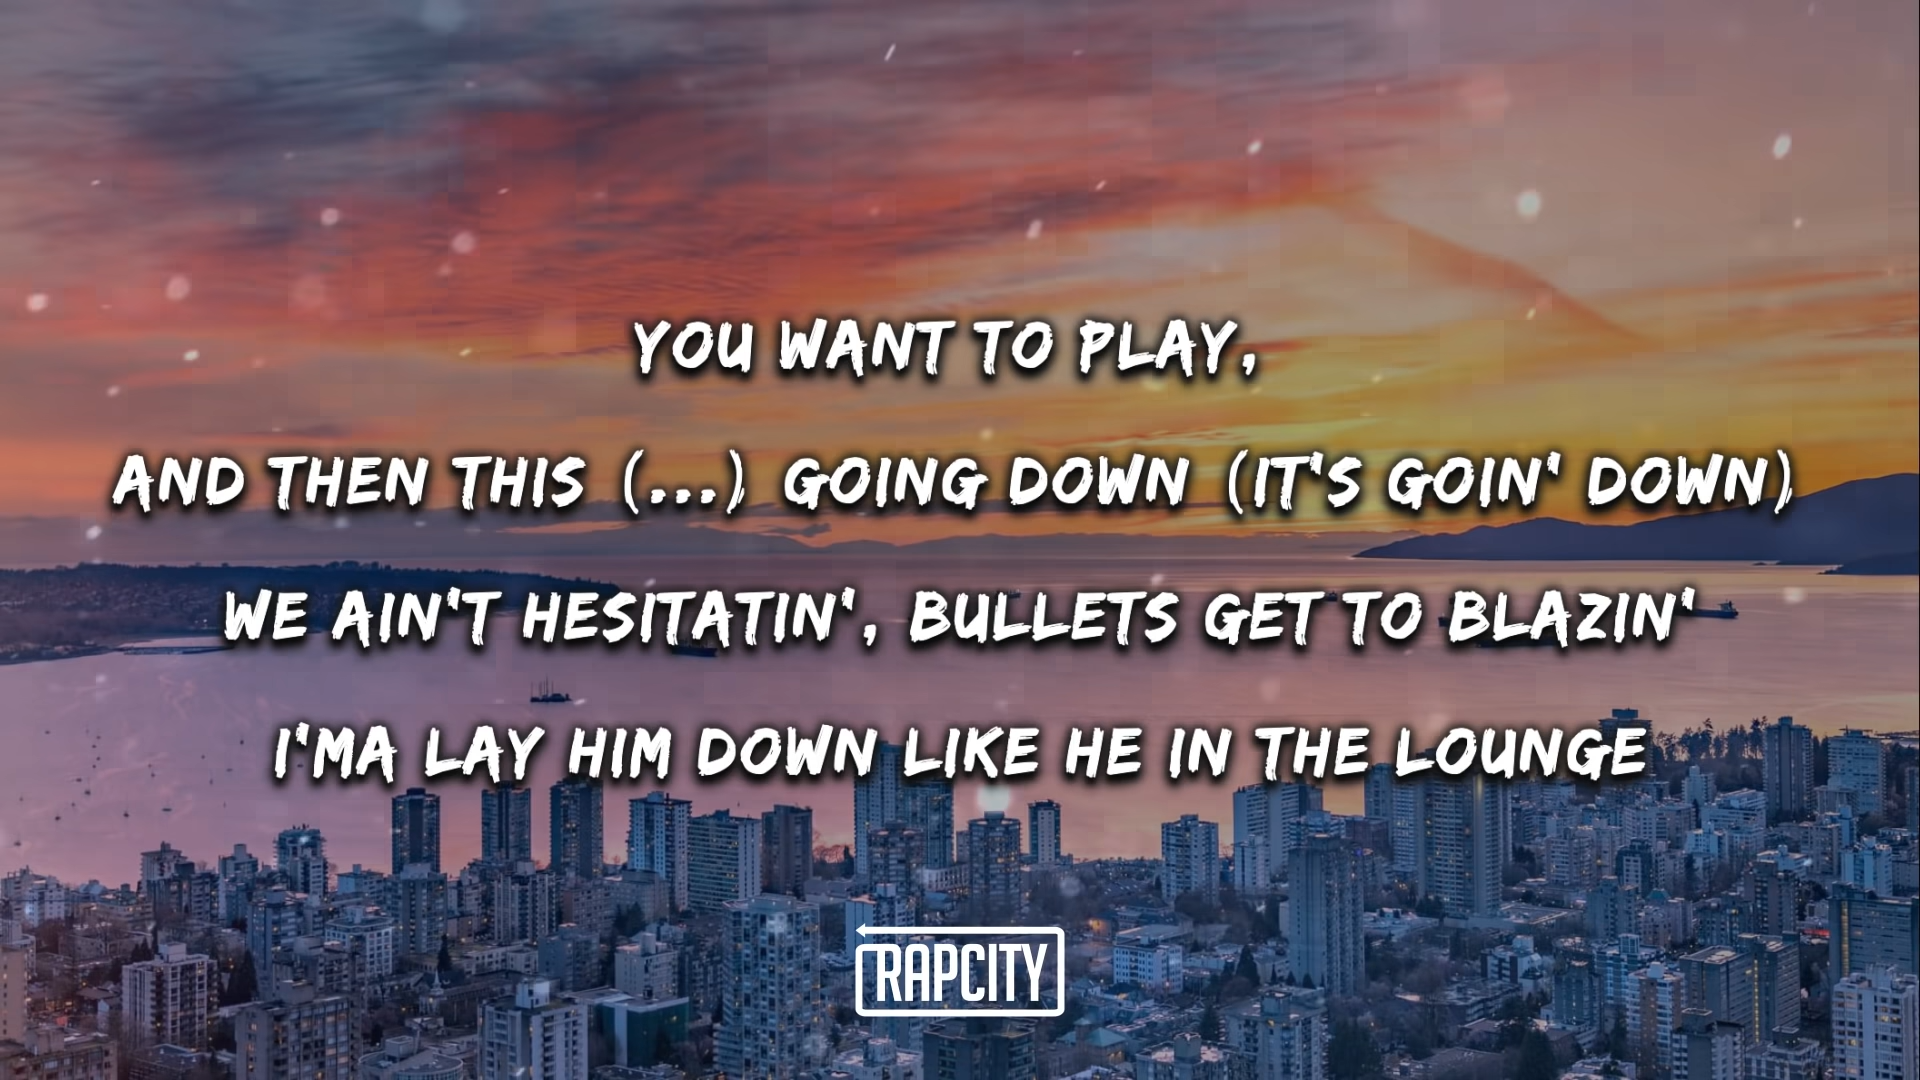 YOU WANT TO PLAY,
AND THEN THIS (...) GOING DOWN (IT'S GOIN' DOWN)
WE AIN'T HESITATIN', BULLETS GET TO BLAZIN'
I'MA LAY HIM DOWN LIKE HE IN THE LOUNGE
RAPCITY